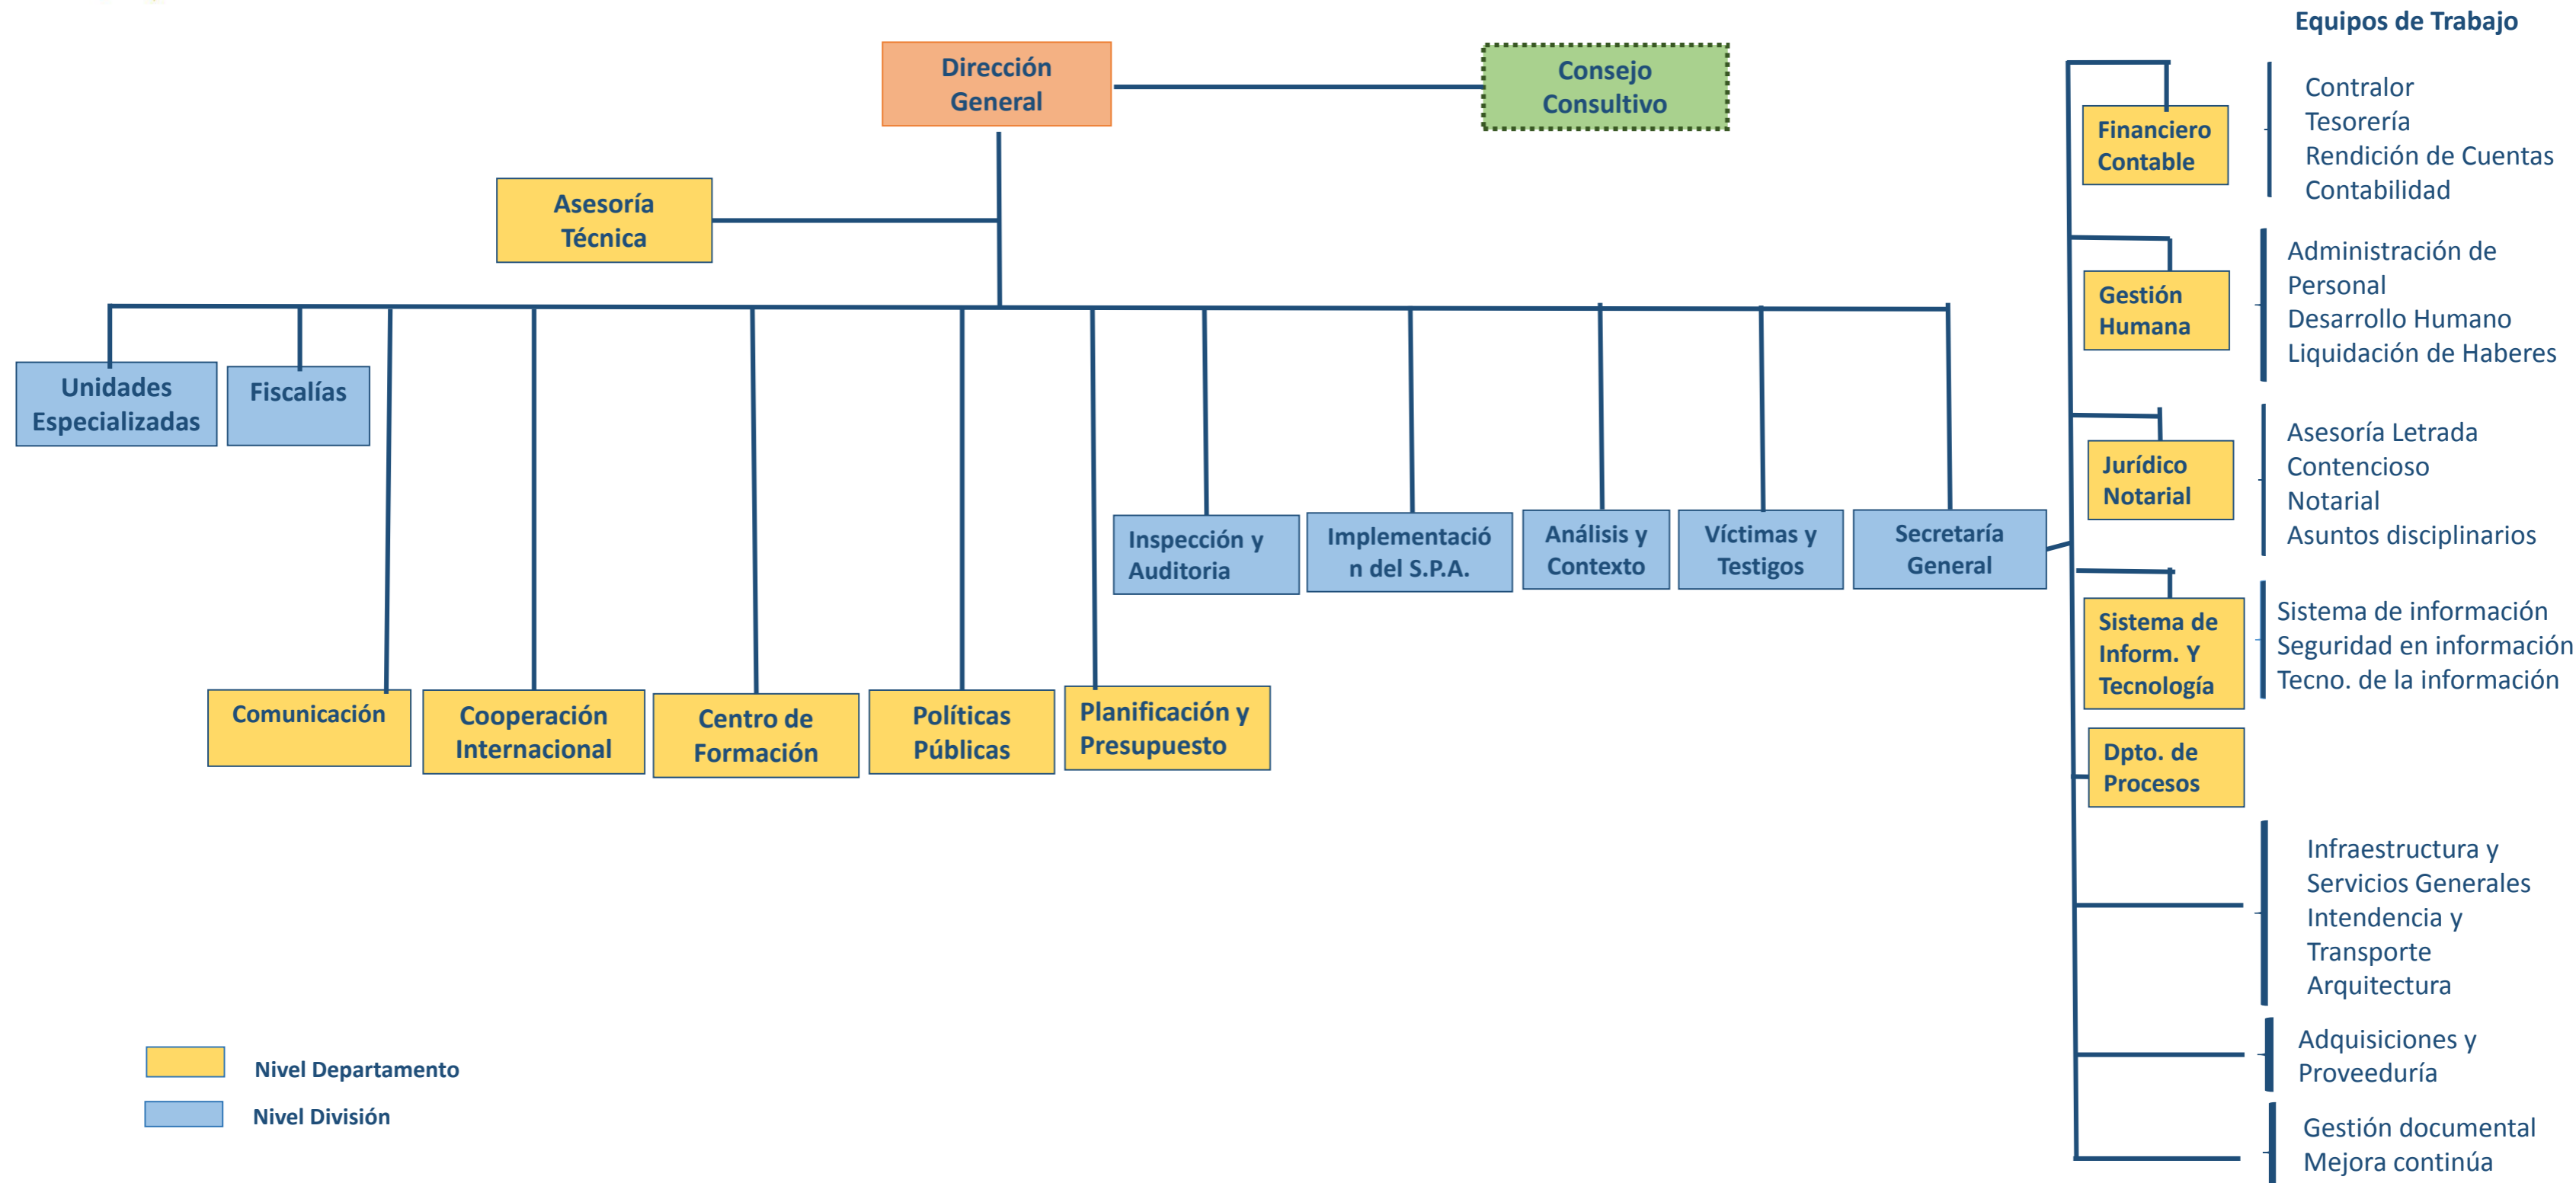 Equipos de Trabajo
Dirección
General
Consejo
Consultivo
Asesoría
Técnica
Unidades
Especializadas
Fiscalías
Inspección y
Auditoria
Implementació
n del S.P.A.
Análisis y
Contexto
Víctimas y
Testigos
Secretaría
General
Comunicación
Cooperación
Internacional
Centro de
Formación
Políticas
Públicas
Planificación y
Presupuesto
Financiero
Contable
Contralor
Tesorería
Rendición de Cuentas
Contabilidad
Gestión
Humana
Administración de
Personal
Desarrollo Humano
Liquidación de Haberes
Jurídico
Notarial
Asesoría Letrada
Contencioso
Notarial
Asuntos disciplinarios
Sistema de
Inform. Y
Tecnología
Sistema de información
Seguridad en información
Tecno. de la información
Dpto. de
Procesos
Infraestructura y
Servicios Generales
Intendencia y
Transporte
Arquitectura
Adquisiciones y
Proveeduría
Gestión documental
Mejora continúa
Nivel Departamento
Nivel División